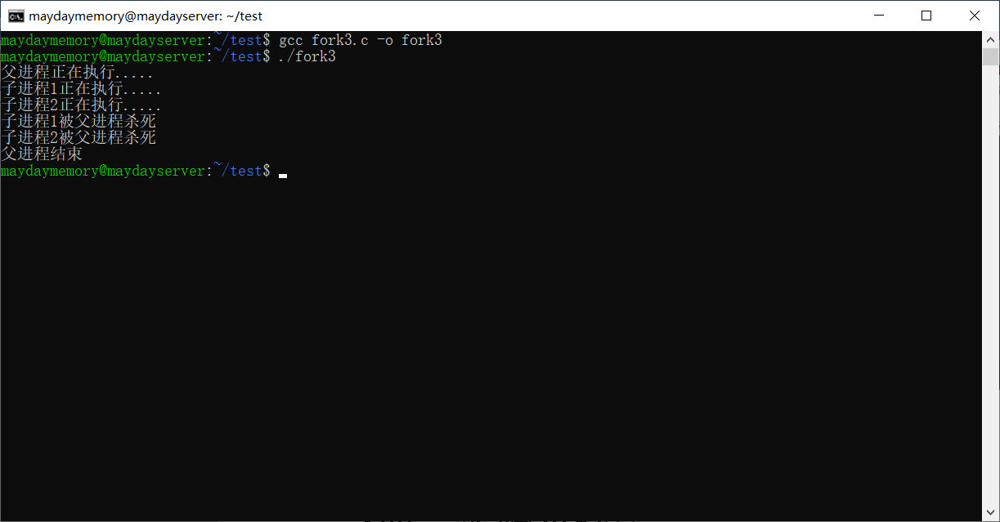 maydaymemory@maydayserver: ~/test
maydaymemory@maydayserver:~/test$ gcc fork3.c -o fork3
maydaymemory@maydayserver:~/test$ ./fork3
父进程正在执行.....
子进程1正在执行.....
子进程2正在执行.....
子进程1被父进程杀死
子进程2被父进程杀死
父进程结束
maydaymemory@maydayserver:~/test$